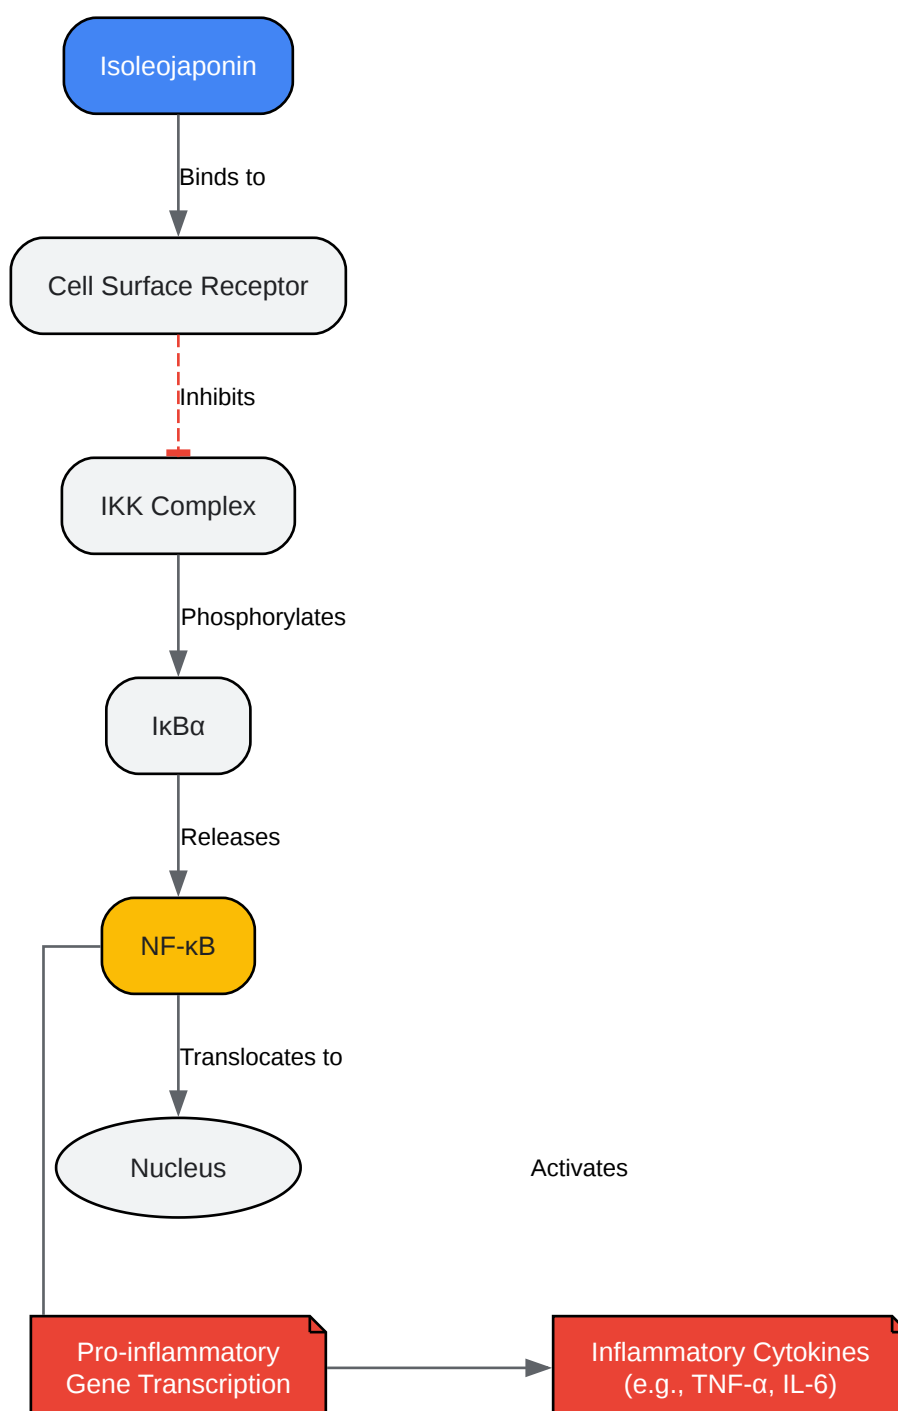 Isoleojaponin
Binds to
Cell Surface Receptor
Inhibits
IKK Complex
Phosphorylates
IκBα
Releases
NF-κB
Translocates to
Nucleus
Activates
Pro-inflammatory
Gene Transcription
Inflammatory Cytokines
(e.g., TNF-α, IL-6)